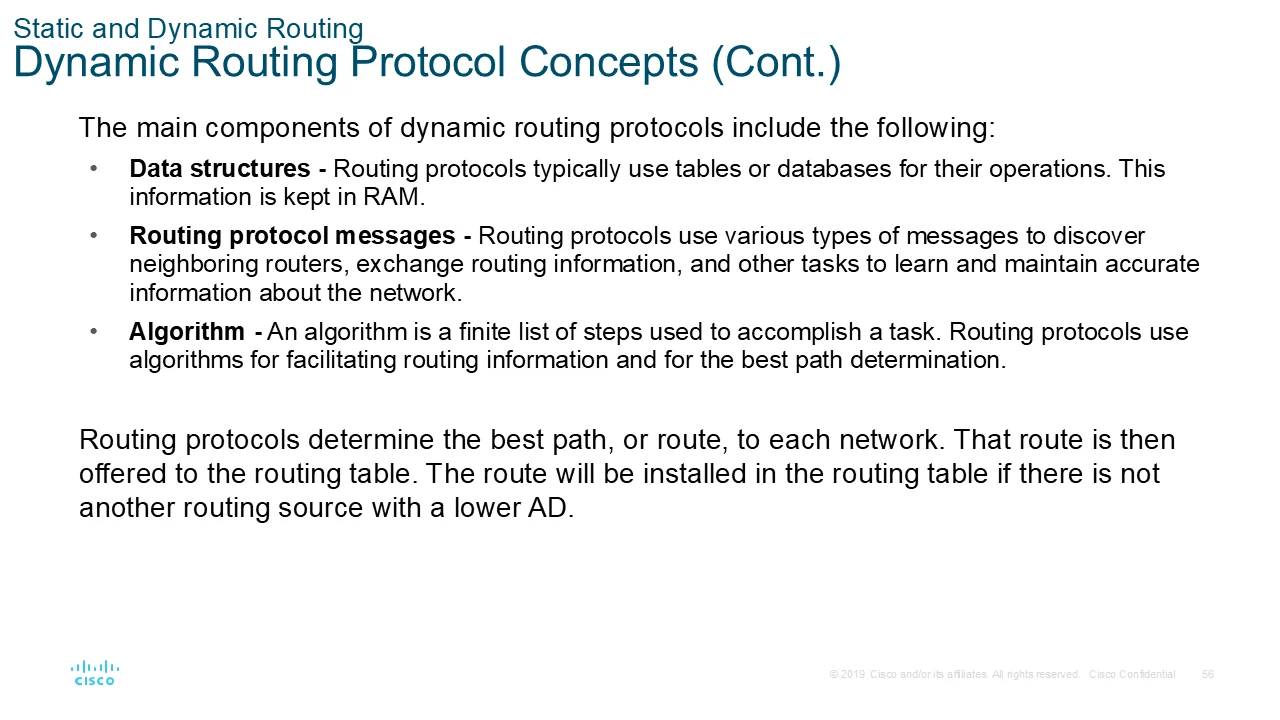 Static and Dynamic Routing
Dynamic Routing Protocol Concepts (Cont.)
The main components of dynamic routing protocols include the following:
• Data structures - Routing protocols typically use tables or databases for their operations. This
information is kept in RAM.
• Routing protocol messages - Routing protocols use various types of messages to discover
neighboring routers, exchange routing information, and other tasks to learn and maintain accurate
information about the network.
• Algorithm - An algorithm is a finite list of steps used to accomplish a task. Routing protocols use
algorithms for facilitating routing information and for the best path determination.
Routing protocols determine the best path, or route, to each network. That route is then
offered to the routing table. The route will be installed in the routing table if there is not
another routing source with a lower AD.
CISCO
© 2019 Cisco and/or its affiliates. All rights reserved. Cisco Confidential 56